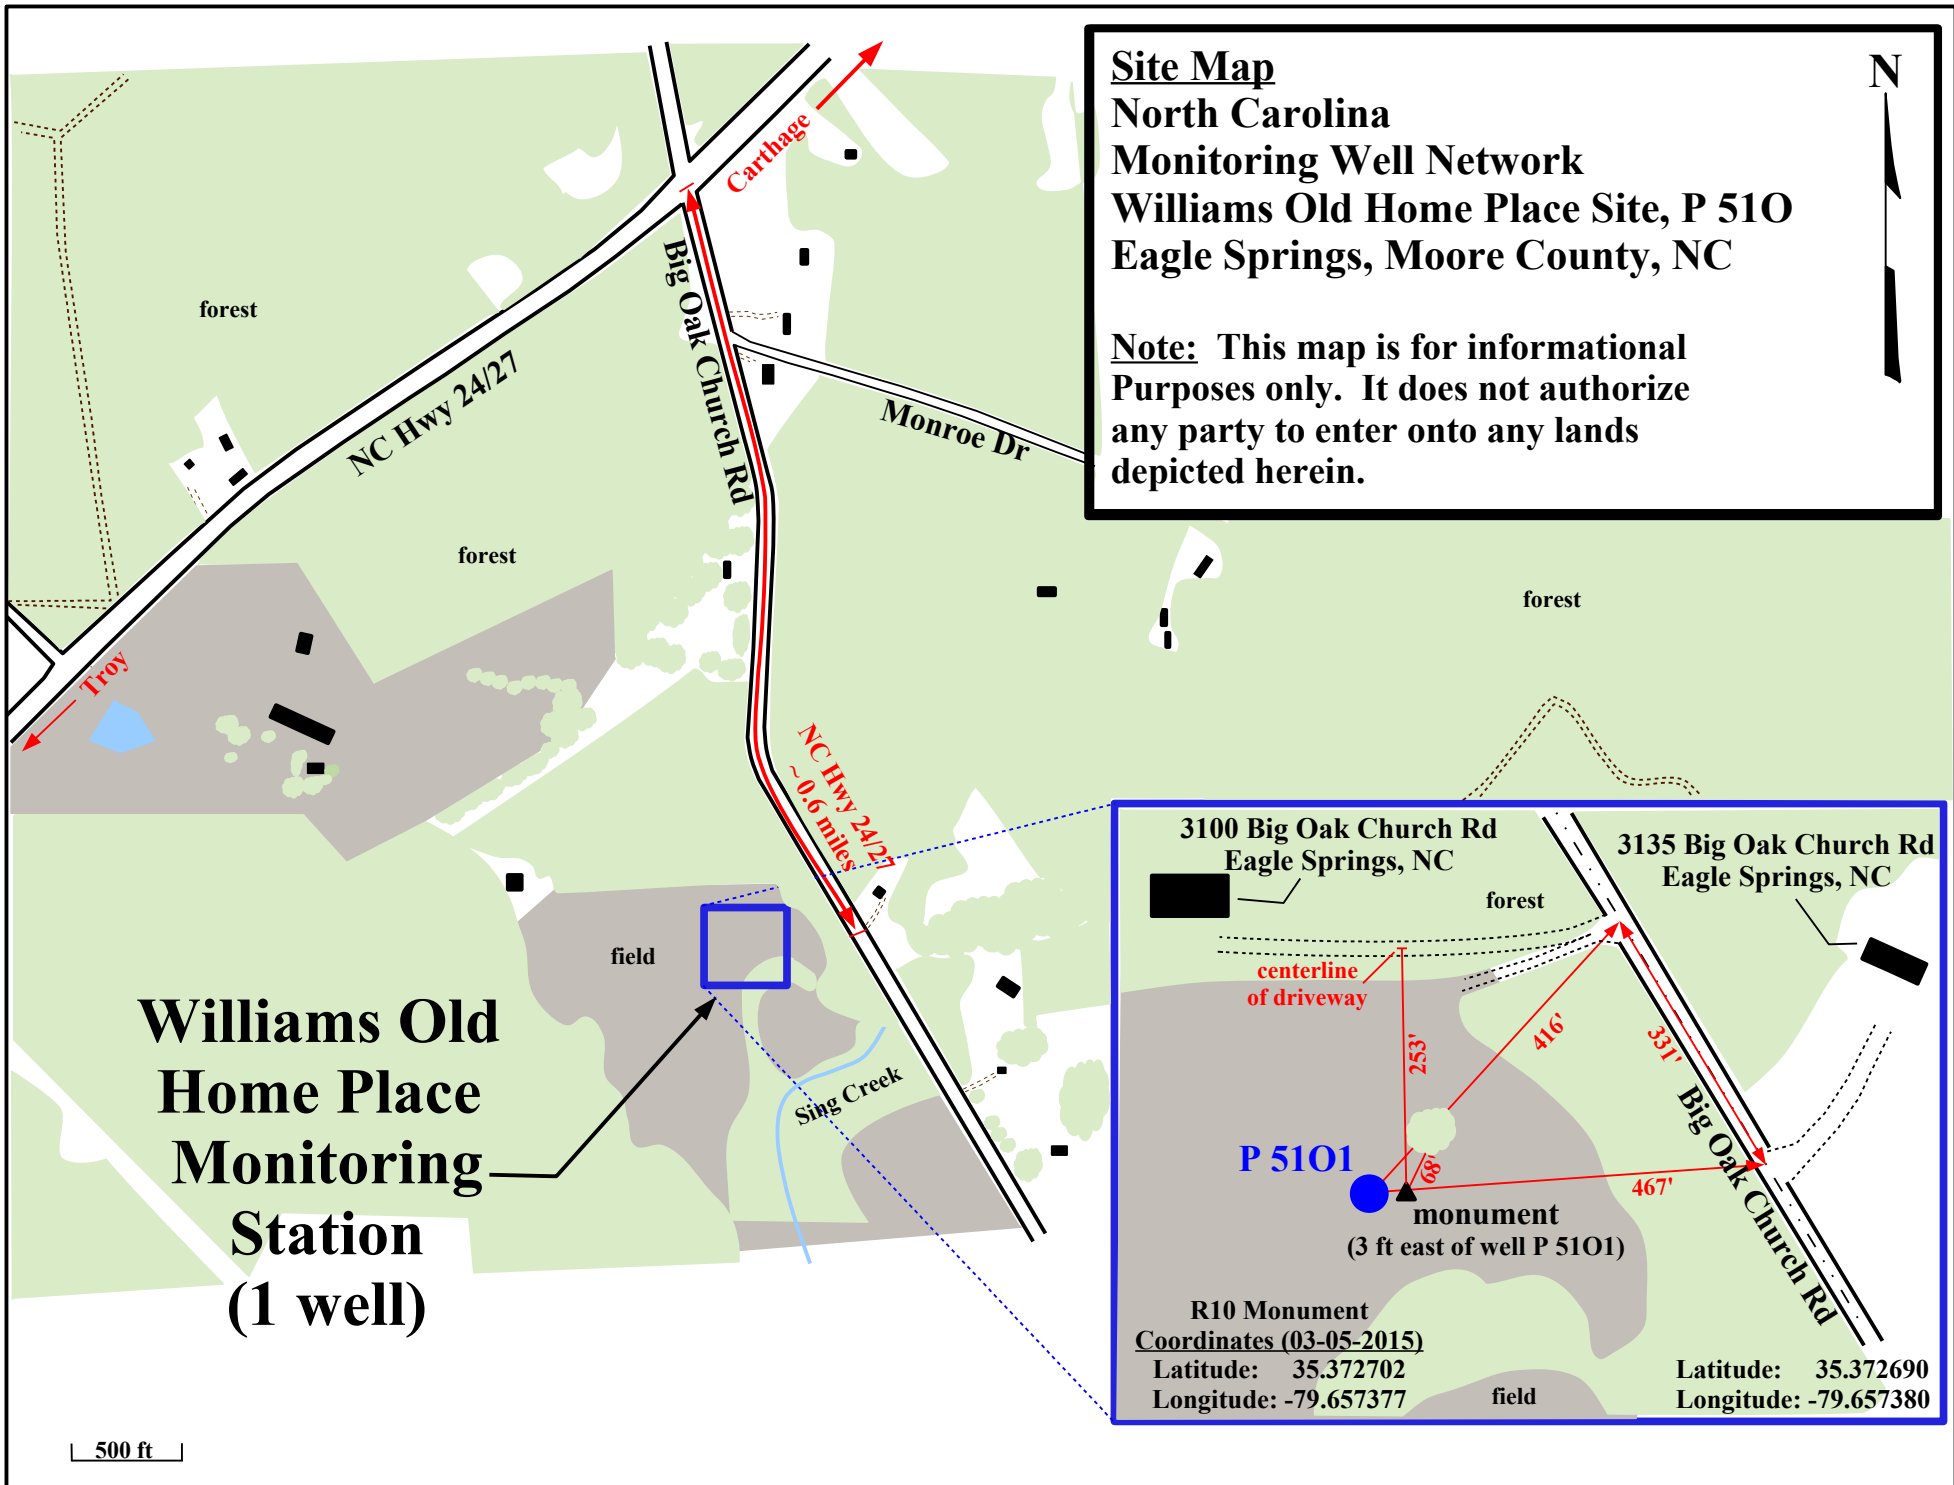 Site Map
North Carolina
Monitoring Well Network
Williams Old Home Place Site, P 51O
Eagle Springs, Moore County, NC
Note: This map is for informational
Purposes only. It does not authorize
any party to enter onto any lands
depicted herein.
N
Carthage
forest
Big Oak Church Rd
NC Hwy 24/27
Monroe Dr
forest
forest
Troy
NC Hwy 24/27
~ 0.6 miles
field
Williams Old
Home Place
Monitoring
Station
(1 well)
Sing Creek
3100 Big Oak Church Rd
Eagle Springs, NC
3135 Big Oak Church Rd
Eagle Springs, NC
forest
centerline
of driveway
253'
416'
331'
68'
467'
Big Oak Church Rd
P 51O1
monument
(3 ft east of well P 51O1)
R10 Monument
Coordinates (03-05-2015)
Latitude: 35.372702
Longitude: -79.657377
field
Latitude: 35.372690
Longitude: -79.657380
500 ft